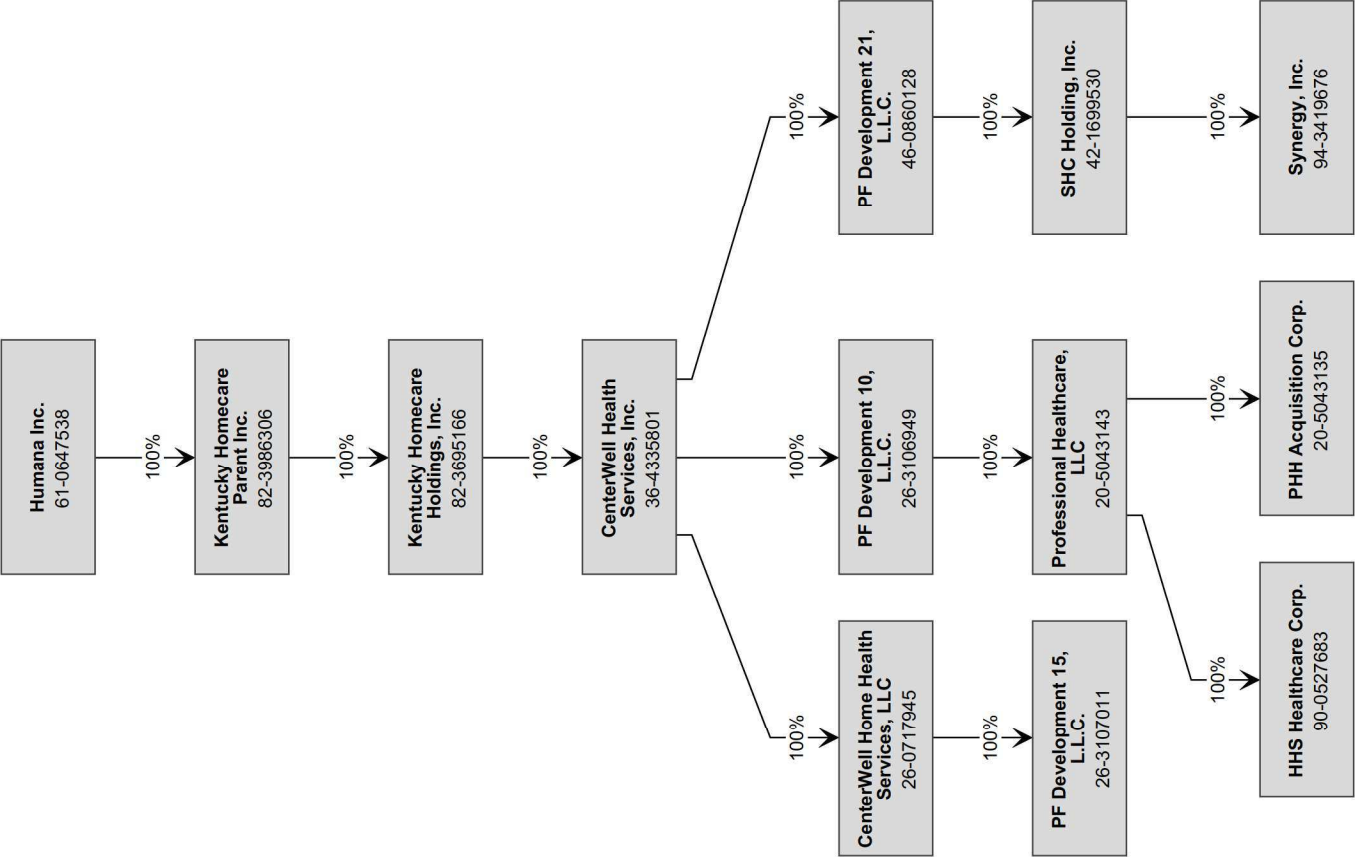 Humana Inc.
61-0647538
100%
Kentucky Homecare
Parent Inc.
82-3986306
100%
Kentucky Homecare
Holdings, Inc.
82-3695166
100%
CenterWell Health
Services, Inc.
36-4335801
100%
CenterWell Home Health
Services, LLC
26-0717945
100%
PF Development 10,
L.L.C.
26-3106949
100%
PF Development 21,
L.L.C.
46-0860128
100%
PF Development 15,
L.L.C.
26-3107011
100%
Professional Healthcare,
LLC
20-5043143
100%
SHC Holding, Inc.
42-1699530
100%
HHS Healthcare Corp.
90-0527683
100%
PHH Acquisition Corp.
20-5043135
100%
Synergy, Inc.
94-3419676